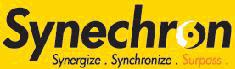 Synechron
Synergize . Synchronize . Surpass .